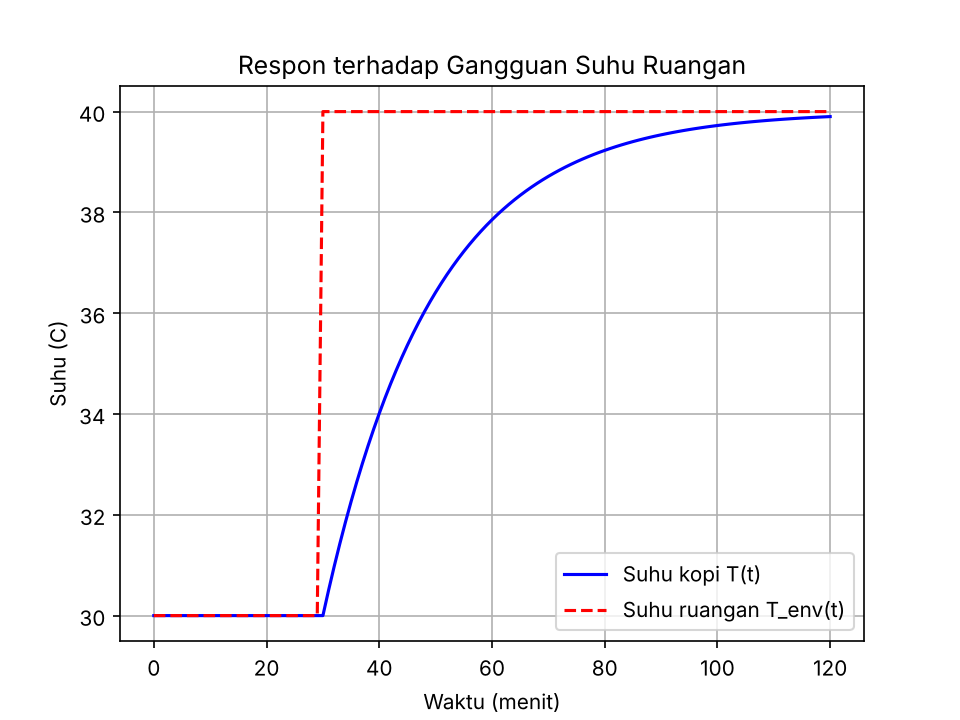 Respon terhadap Gangguan Suhu Ruangan
40
38
36
34
32
30
Suhu (C)
Suhu kopi T(t)
Suhu ruangan T_env(t)
0 20 40 60 80 100 120
Waktu (menit)